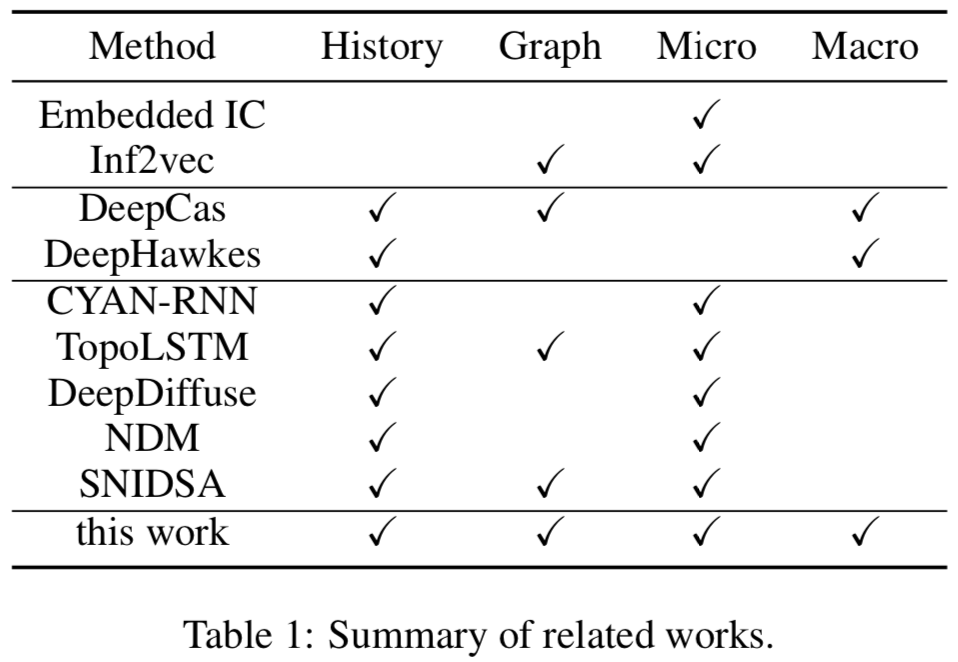 Method History Graph Micro Macro
Embedded IC ✓
Inf2vec ✓ ✓
DeepCas ✓ ✓ ✓
DeepHawkes ✓ ✓
CYAN-RNN ✓ ✓
TopoLSTM ✓ ✓ ✓
DeepDiffuse ✓ ✓
NDM ✓ ✓
SNIDSA ✓ ✓ ✓
this work ✓ ✓ ✓ ✓
Table 1: Summary of related works.